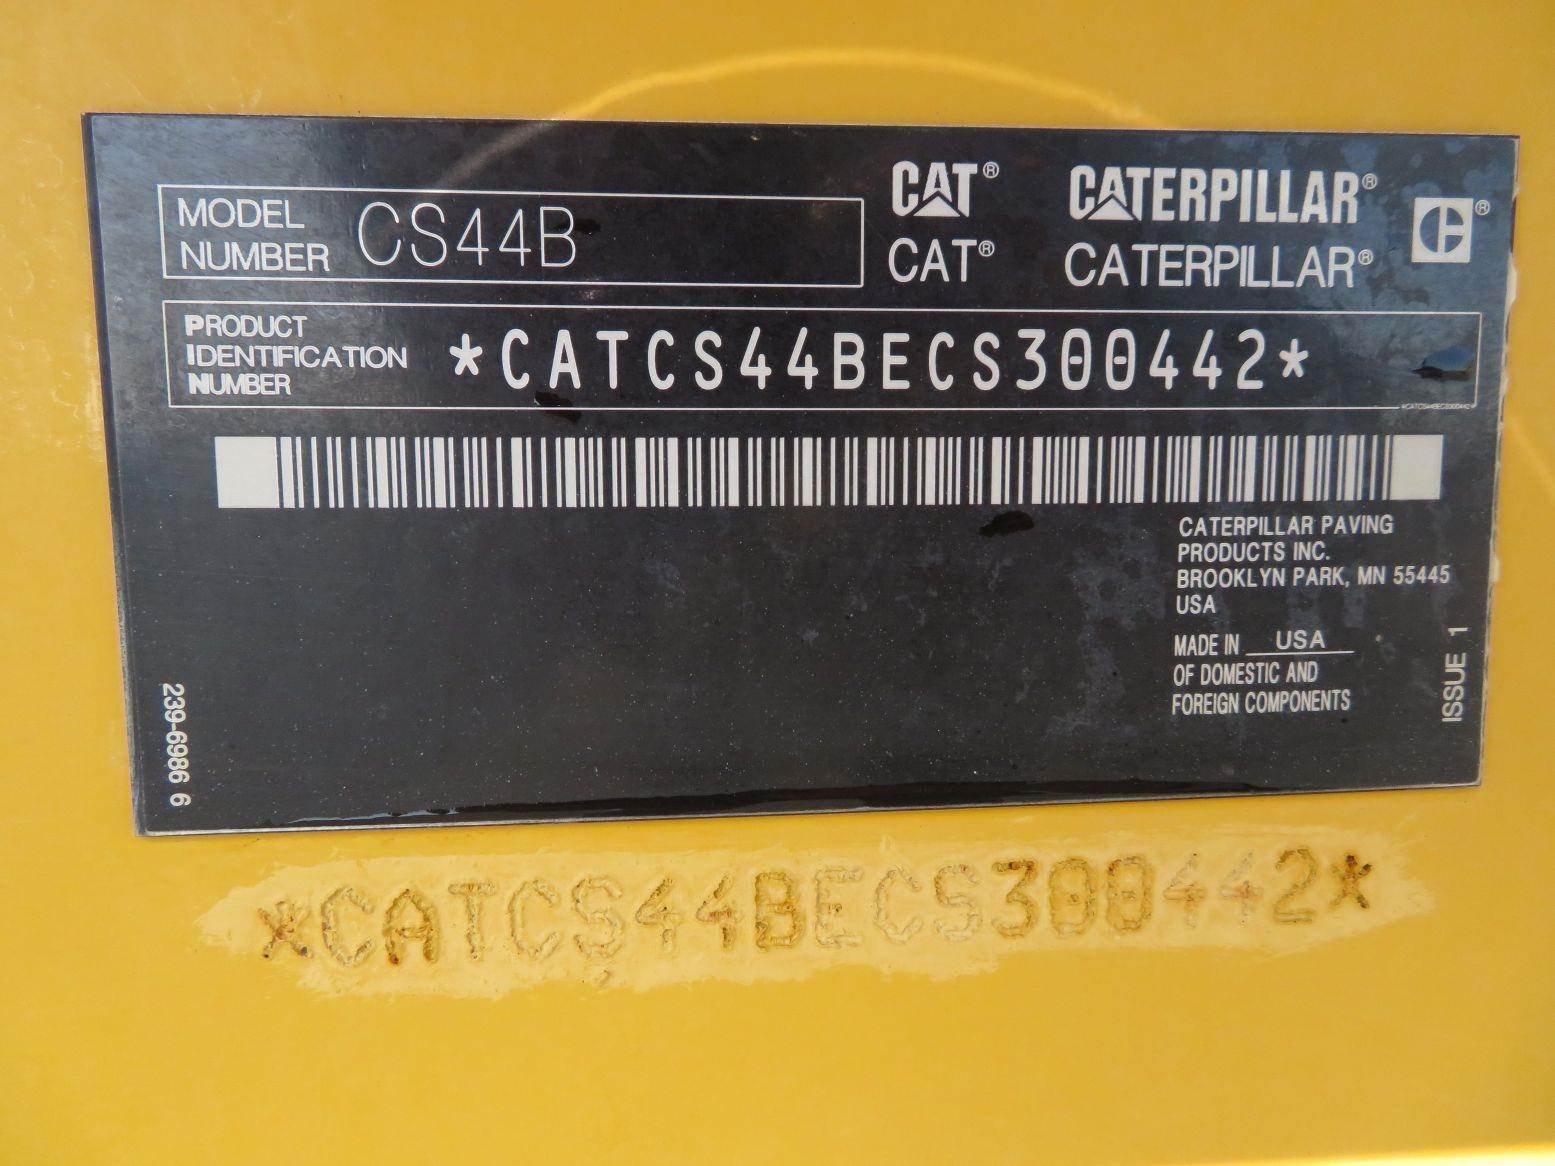 MODEL NUMBER CS44B
CAT® CATERPILLAR®
CAT® CATERPILLAR®
PRODUCT
IDENTIFICATION
NUMBER
*CATCS44BECS300442*
*CATCS44BECS300442*
CATERPILLAR PAVING
PRODUCTS INC.
BROOKLYN PARK, MN 55445
USA
MADE IN USA
OF DOMESTIC AND
FOREIGN COMPONENTS
ISSUE 1
239-6986 6
*CATCS44BECS300442*